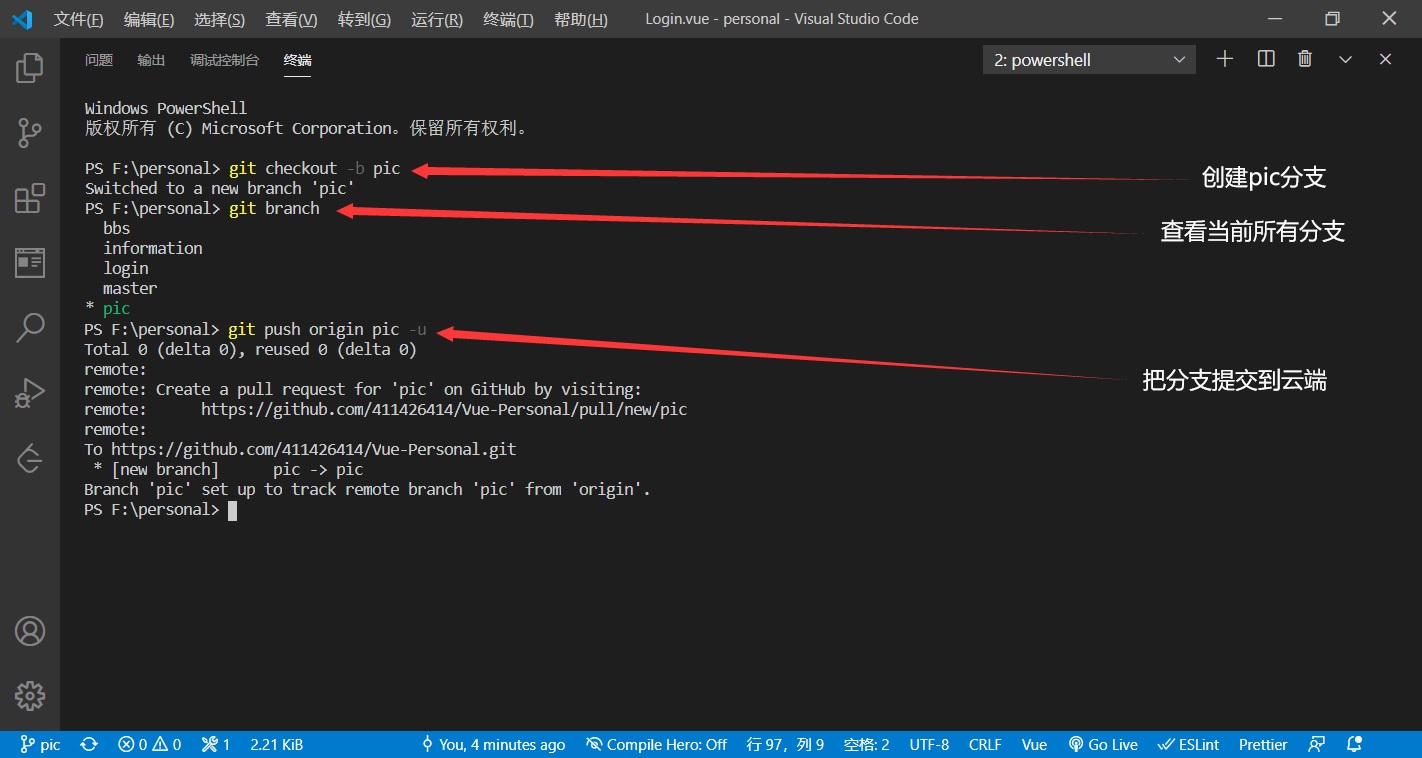 文件(F) 编辑(E) 选择(S) 查看(V) 转到(G) 运行(R) 终端(T) 帮助(H) Login.vue - personal - Visual Studio Code
问题 输出 调试控制台 终端 2: powershell
Windows PowerShell
版权所有 (C) Microsoft Corporation。保留所有权利。
PS F:\personal> git checkout -b pic 创建pic分支
Switched to a new branch 'pic'
PS F:\personal> git branch 查看当前所有分支
bbs
information
login
master
* pic
PS F:\personal> git push origin pic -u 把分支提交到云端
Total 0 (delta 0), reused 0 (delta 0)
remote:
remote: Create a pull request for 'pic' on GitHub by visiting:
remote: https://github.com/411426414/Vue-Personal/pull/new/pic
remote:
To https://github.com/411426414/Vue-Personal.git
* [new branch] pic -> pic
Branch 'pic' set up to track remote branch 'pic' from 'origin'.
PS F:\personal>
pic 0 0 1 2.21 KiB You, 4 minutes ago Compile Hero: Off 行 97，列 9 空格: 2 UTF-8 CRLF Vue Go Live ESLint Prettier